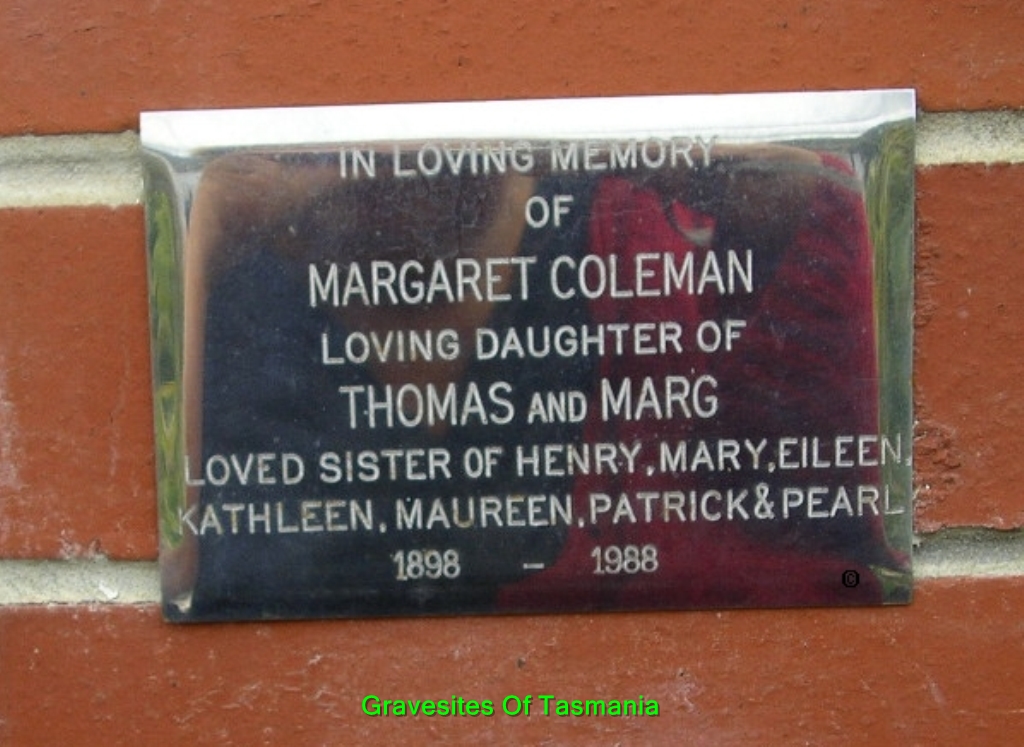 IN LOVING MEMORY
OF
MARGARET COLEMAN
LOVING DAUGHTER OF
THOMAS AND MARG
LOVED SISTER OF HENRY, MARY, EILEEN,
KATHLEEN, MAUREEN, PATRICK & PEARL
1898 – 1988
©
Gravesites Of Tasmania